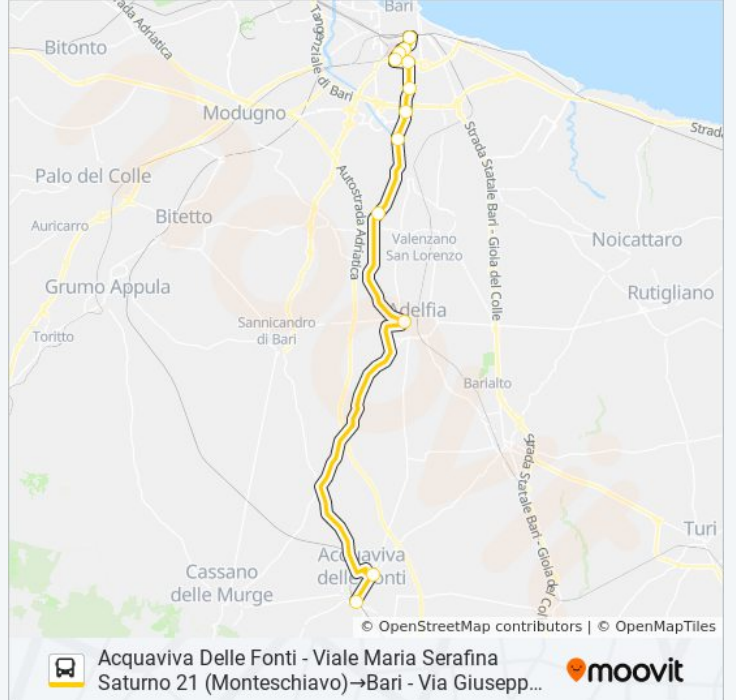 Bari
Strada Adriatica
Tangenziale di Bari
Bitonto
Modugno
Strada Statale Bari - Gioia del Colle
Palo del Colle
Autostrada Adriatica
Auricarro
Bitetto
Valenzano
San Lorenzo
Noicattaro
Grumo Appula
Rutigliano
Adelfia
Sannicandro
di Bari
Toritto
Barialto
Strada Statale Bari - Gioia del Col
Turi
Acquaviva
delle Fonti
Cassano
delle Murge
© OpenStreetMap contributors | © OpenMapTiles
Acquaviva Delle Fonti - Viale Maria Serafina
Saturno 21 (Monteschiavo)→Bari - Via Giusepp...
moovit